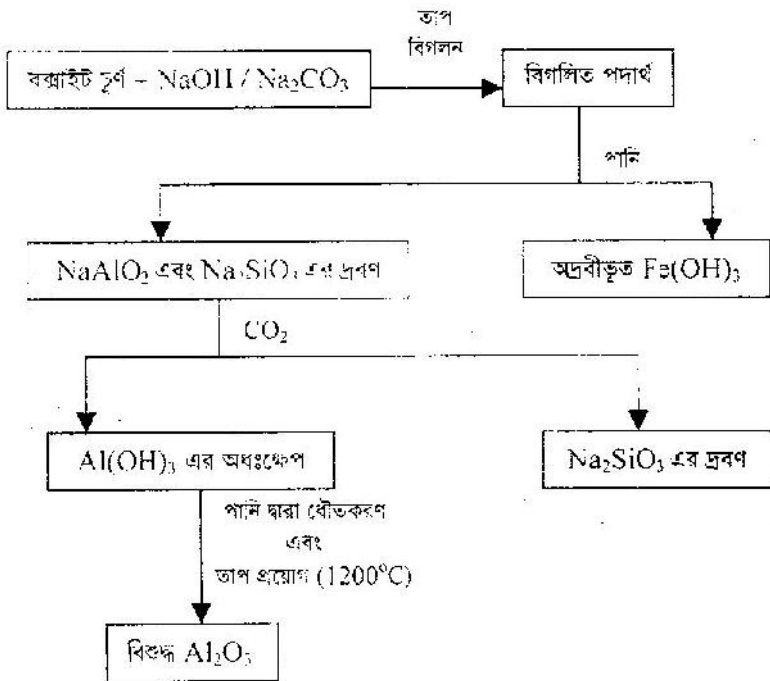 তাপ
বিগলন
বক্সাইট চূর্ণ – NaOH / Na₂CO₃
বিগলিত পদার্থ
পানি
NaAlO₂ এবং Na₂SiO₃ এর দ্রবণ
অদ্রবীভূত Fe(OH)₃
CO₂
Al(OH)₃ এর অধঃক্ষেপ
Na₂SiO₃ এর দ্রবণ
পানি দ্বারা ধৌতকরণ
এবং
তাপ প্রয়োগ (1200°C)
বিশুদ্ধ Al₂O₃